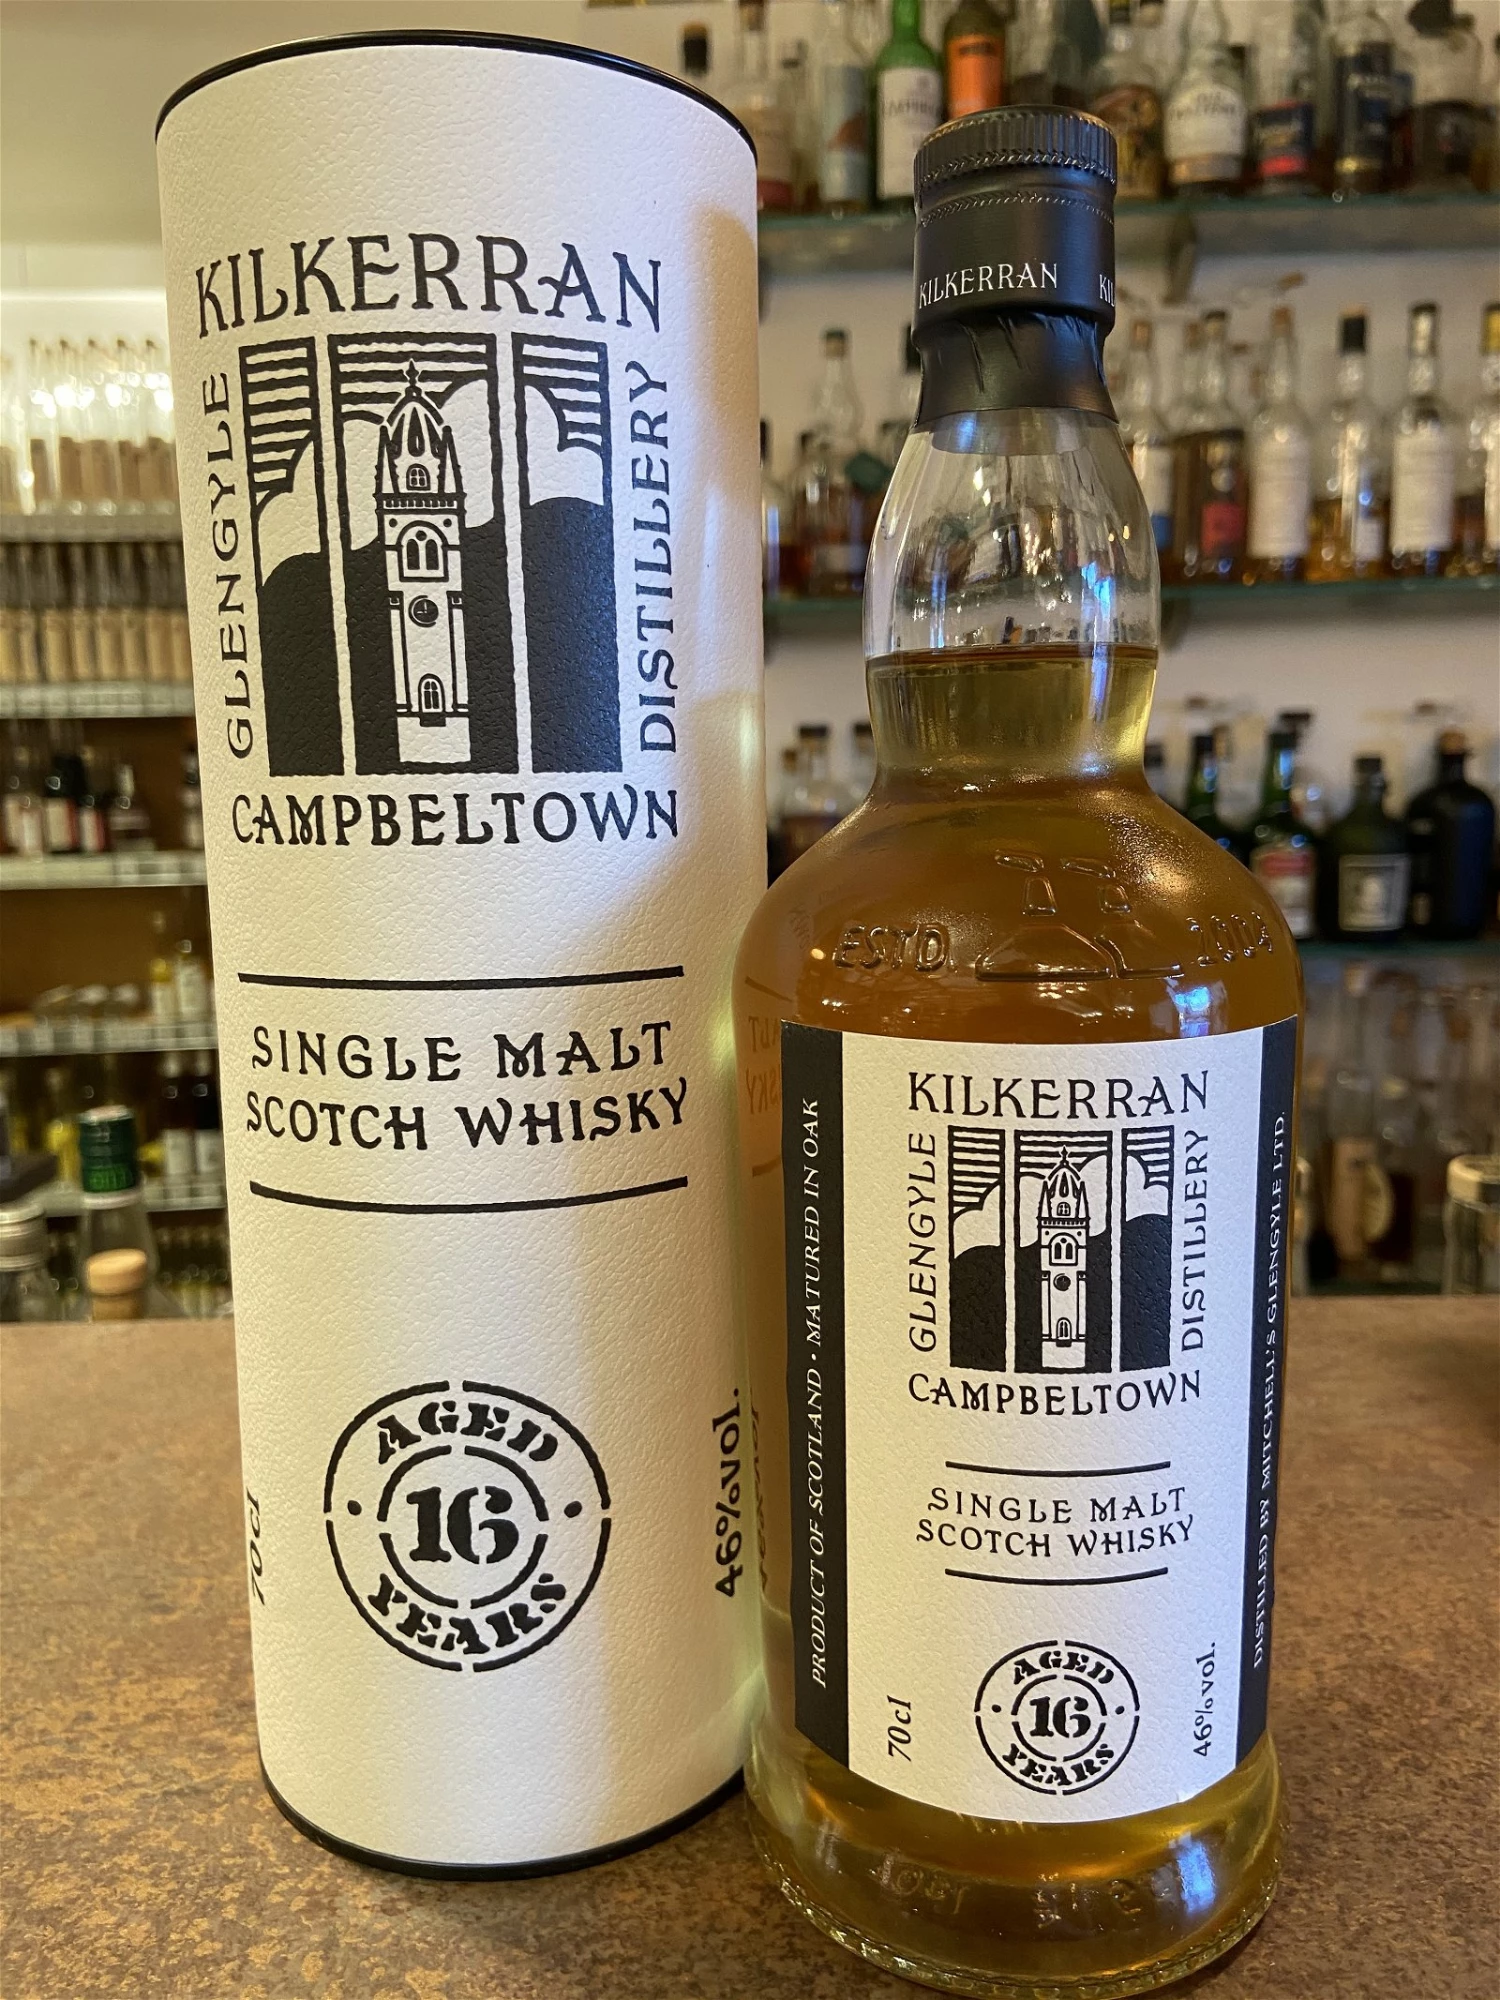 KILKERRAN
GLENGYLE
DISTILLERY
CAMPBELTOWN
SINGLE MALT
SCOTCH WHISKY
AGED
16
YEARS
70cl
46%vol.
KILKERRAN
ESTD
2004
KILKERRAN
GLENGYLE
DISTILLERY
CAMPBELTOWN
SINGLE MALT
SCOTCH WHISKY
AGED
16
YEARS
70cl
46%vol.
PRODUCT OF SCOTLAND • MATURED IN OAK
DISTILLED BY MITCHELL'S GLENGYLE LTD.